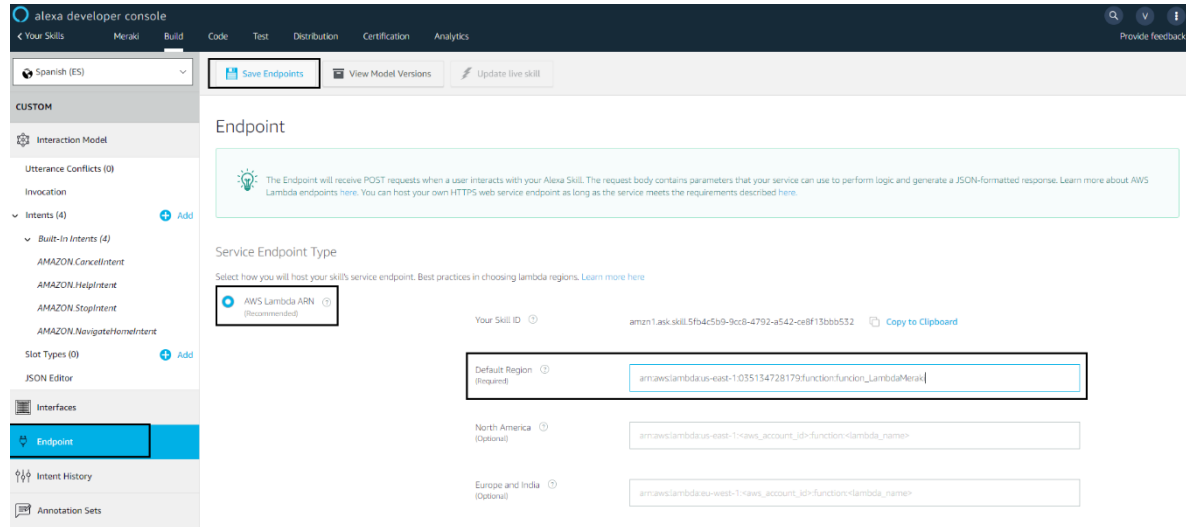 alexa developer console
V
Your Skills Meraki Build Code Test Distribution Certification Analytics Provide feedback
Spanish (ES)
Save Endpoints View Model Versions Update live skill
CUSTOM
Interaction Model
Utterance Conflicts (0)
Invocation
Intents (4) Add
Built-In Intents (4)
AMAZON.CancelIntent
AMAZON.HelpIntent
AMAZON.StopIntent
AMAZON.NavigateHomeIntent
Slot Types (0) Add
JSON Editor
Interfaces
Endpoint
Intent History
Annotation Sets
Endpoint
The Endpoint will receive POST requests when a user interacts with your Alexa Skill. The request body contains parameters that your service can use to perform logic and generate a JSON-formatted response. Learn more about AWS
Lambda endpoints here. You can host your own HTTPS web service endpoint as long as the service meets the requirements described here.
Service Endpoint Type
Select how you will host your skill's service endpoint. Best practices in choosing lambda regions. Learn more here
AWS Lambda ARN ?
(Recommended)
Your Skill ID ? amzn1.ask.skill.5fb4c5b9-9cc8-4792-a542-ce8f13bbb532 Copy to Clipboard
Default Region ?
(Required)
arn:aws:lambda:us-east-1:035134728179:function:funcion_LambdaMeraki
North America ?
(Optional)
arn:aws:lambda:us-east-1:<aws_account_id>:function:<lambda_name>
Europe and India ?
(Optional)
arn:aws:lambda:eu-west-1:<aws_account_id>:function:<lambda_name>